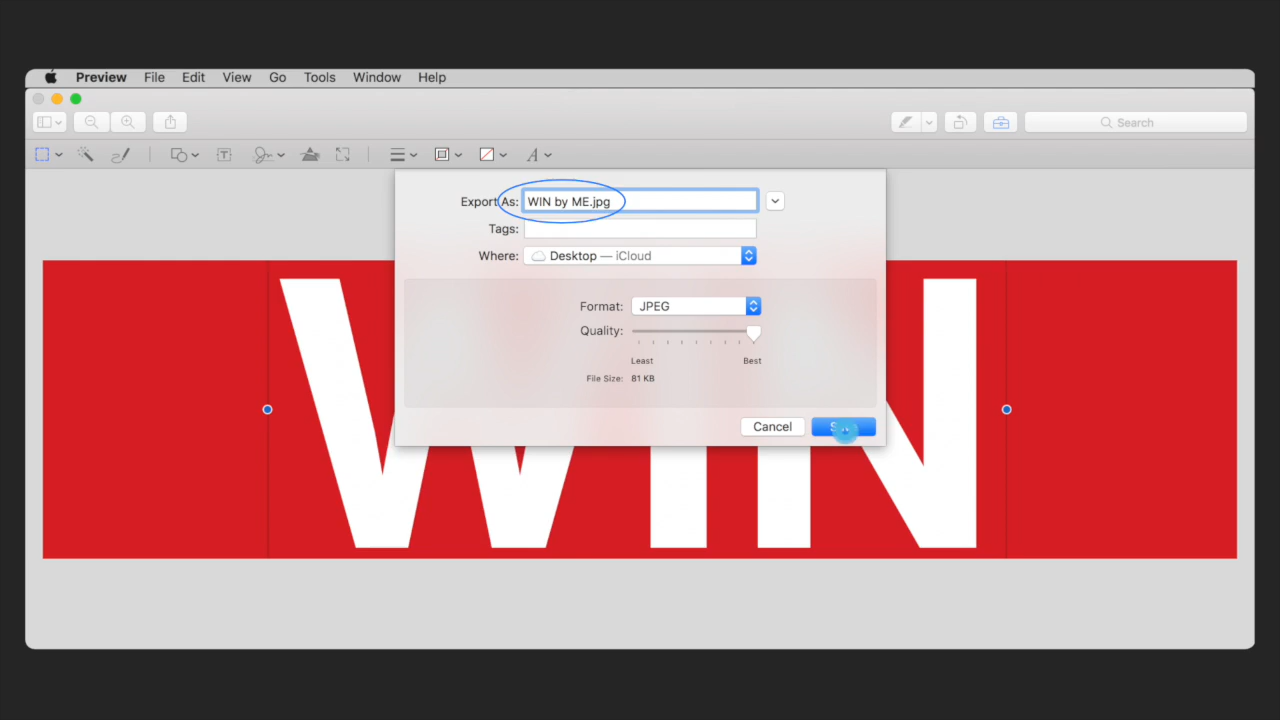 Preview File Edit View Go Tools Window Help
Search
T
A
Export As: WIN by ME.jpg
Tags:
Where: Desktop — iCloud
Format: JPEG
Quality:
Least Best
File Size: 81 KB
Cancel
WIN